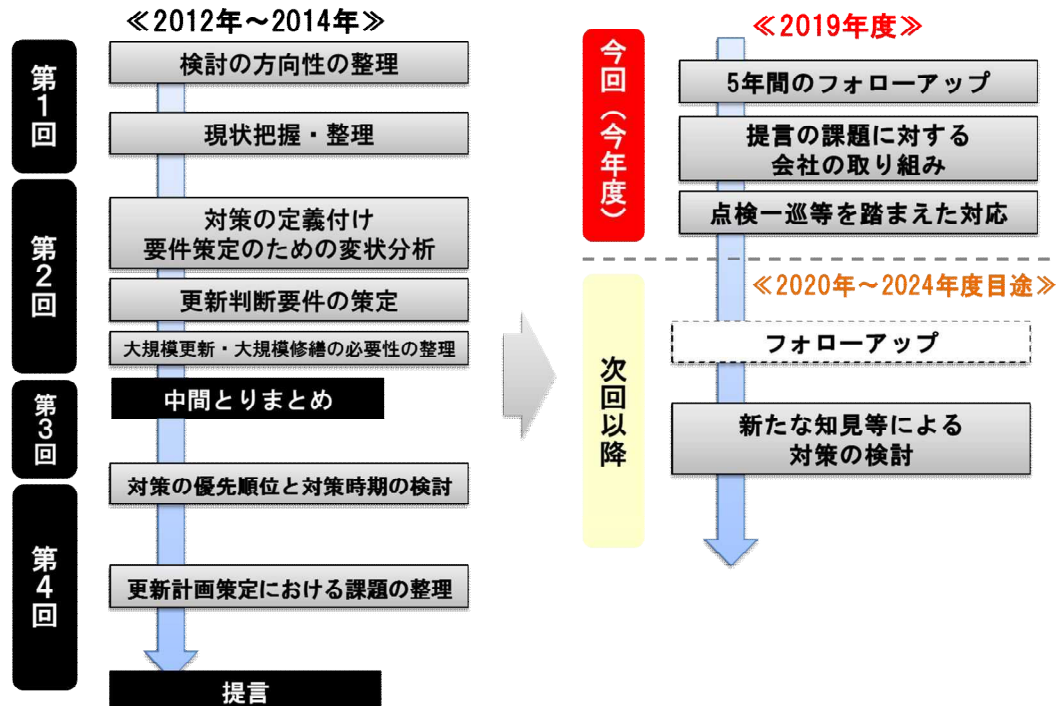 ≪2012年～2014年≫
第1回
検討の方向性の整理
現状把握・整理
第2回
対策の定義付け
要件策定のための変状分析
更新判断要件の策定
大規模更新・大規模修繕の必要性の整理
第3回
中間とりまとめ
第4回
対策の優先順位と対策時期の検討
更新計画策定における課題の整理
提言
≪2019年度≫
今回（今年度）
5年間のフォローアップ
提言の課題に対する
会社の取り組み
点検一巡等を踏まえた対応
≪2020年～2024年度目途≫
次回以降
フォローアップ
新たな知見等による
対策の検討